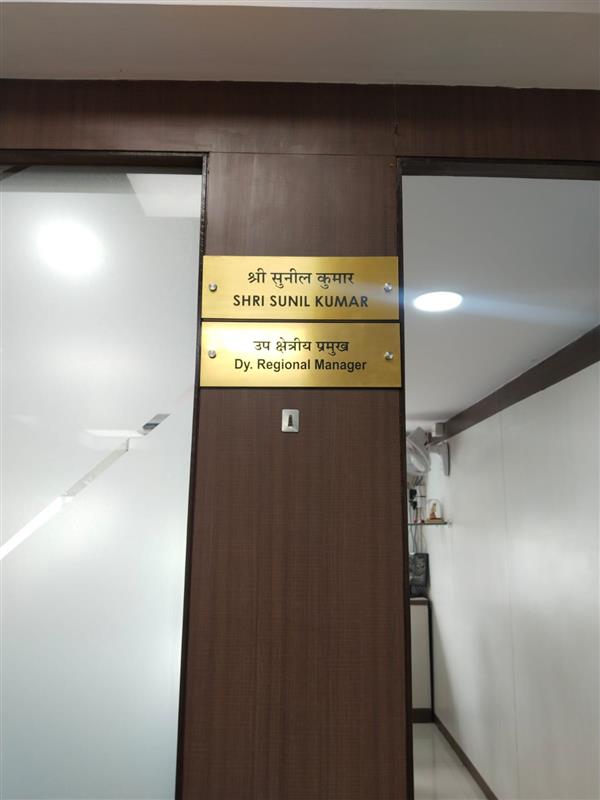 श्री सुनील कुमार
SHRI SUNIL KUMAR
उप क्षेत्रीय प्रमुख
Dy. Regional Manager